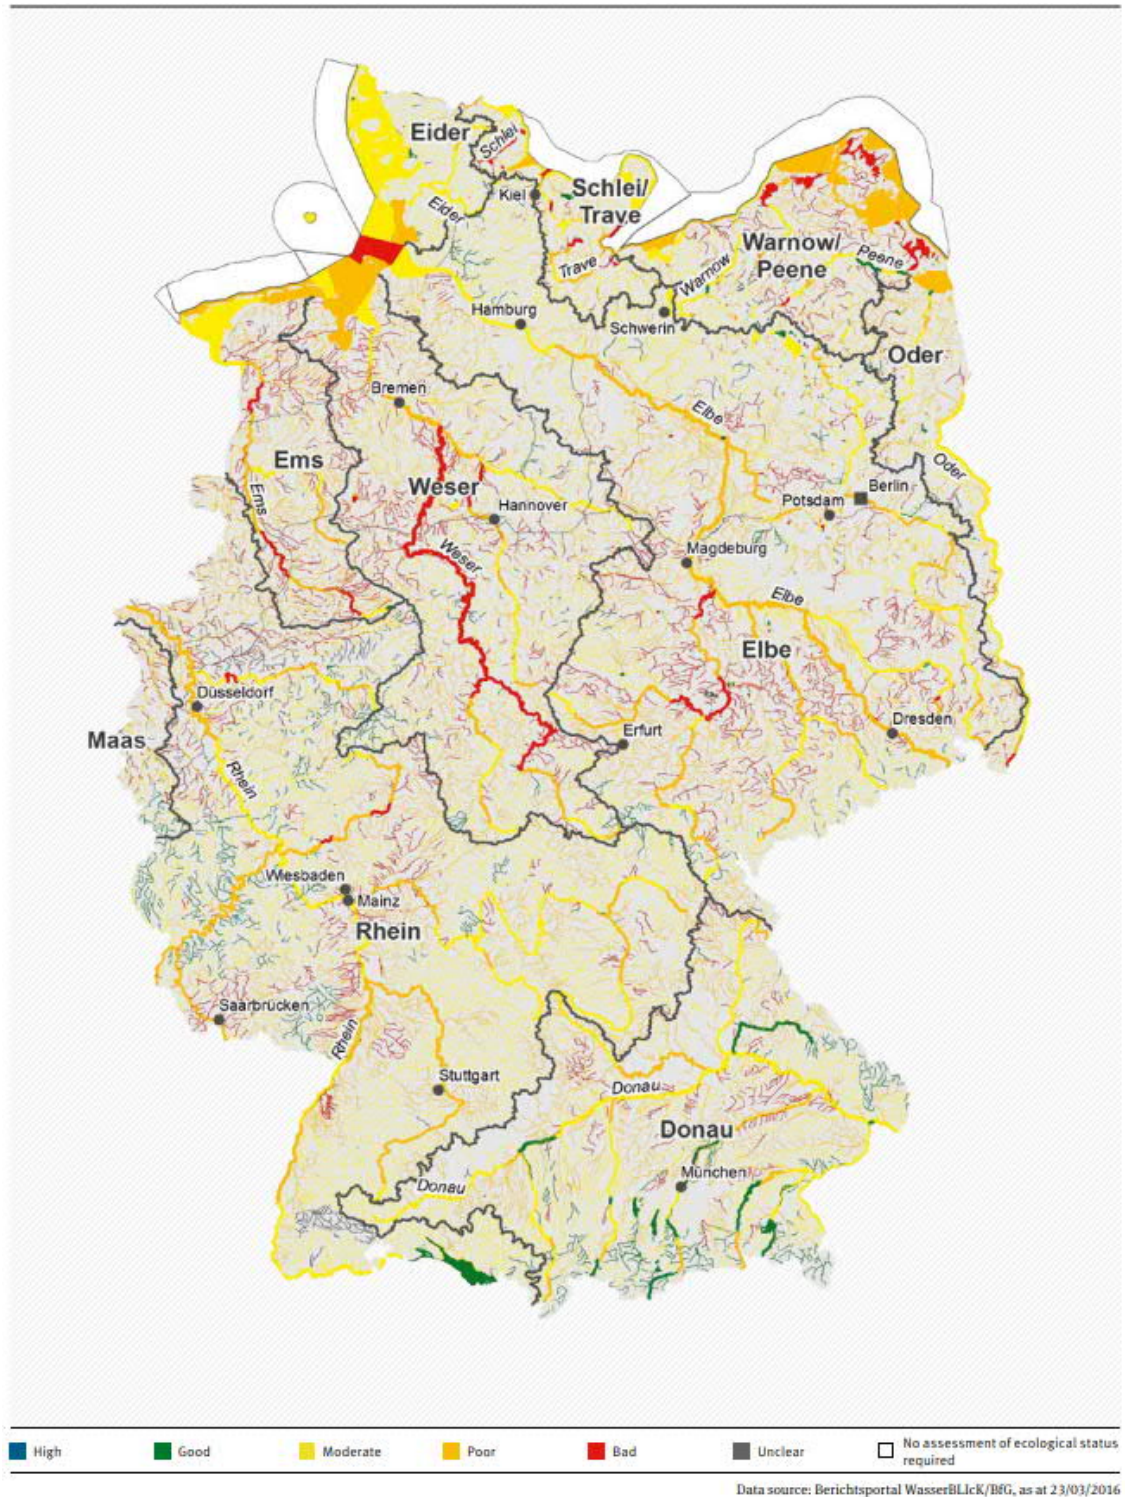 Eider
Schlei
Kiel
Schlei/
Trave
Eider
Warnow/
Peene
Peene
Trave
Warnow
Hamburg
Schwerin
Oder
Bremen
Elbe
Ems
Oder
Weser
Berlin
Ems
Potsdam
Hannover
Weser
Magdeburg
Elbe
Elbe
Düsseldorf
Dresden
Erfurt
Maas
Rhein
Wiesbaden
Mainz
Rhein
Saarbrücken
Rhein
Stuttgart
Donau
Donau
München
Donau
High
Good
Moderate
Poor
Bad
Unclear
No assessment of ecological status
required
Data source: Berichtsportal WasserBLIcK/BfG, as at 23/03/2016